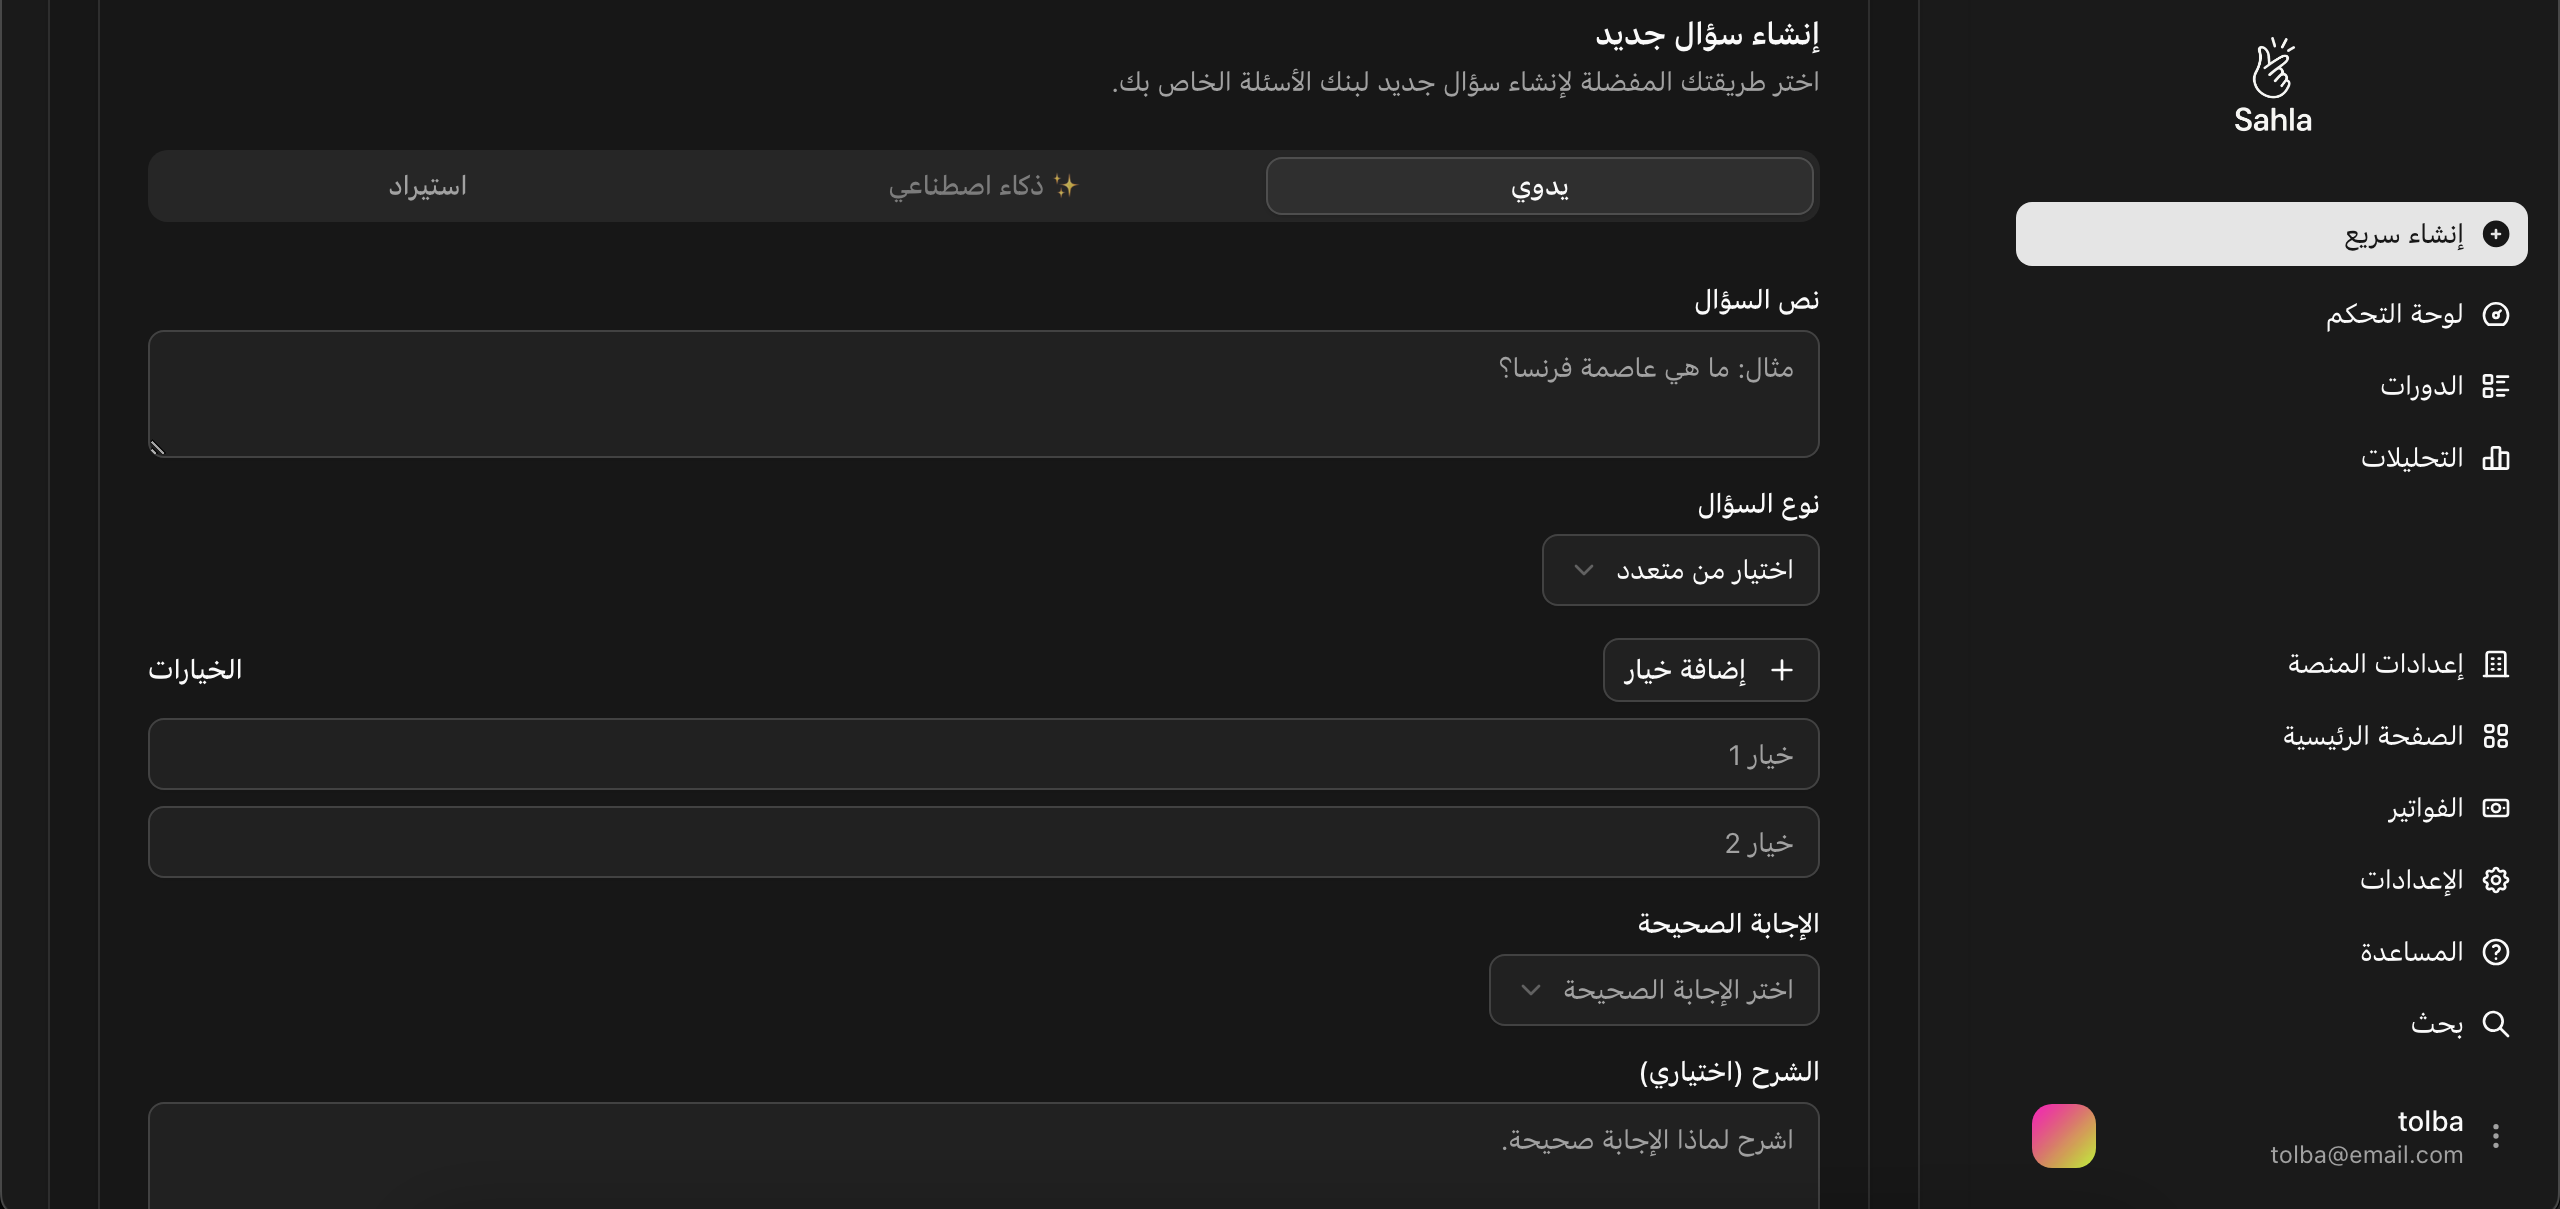 Sahla
إنشاء سريع
لوحة التحكم
الدورات
التحليلات
إعدادات المنصة
الصفحة الرئيسية
الفواتير
الإعدادات
المساعدة
بحث
tolba
tolba@email.com
إنشاء سؤال جديد
اختر طريقتك المفضلة لإنشاء سؤال جديد لبنك الأسئلة الخاص بك.
يدوي
✨ ذكاء اصطناعي
استيراد
نص السؤال
مثال: ما هي عاصمة فرنسا؟
نوع السؤال
اختيار من متعدد
إضافة خيار
الخيارات
خيار 1
خيار 2
الإجابة الصحيحة
اختر الإجابة الصحيحة
الشرح (اختياري)
اشرح لماذا الإجابة صحيحة.